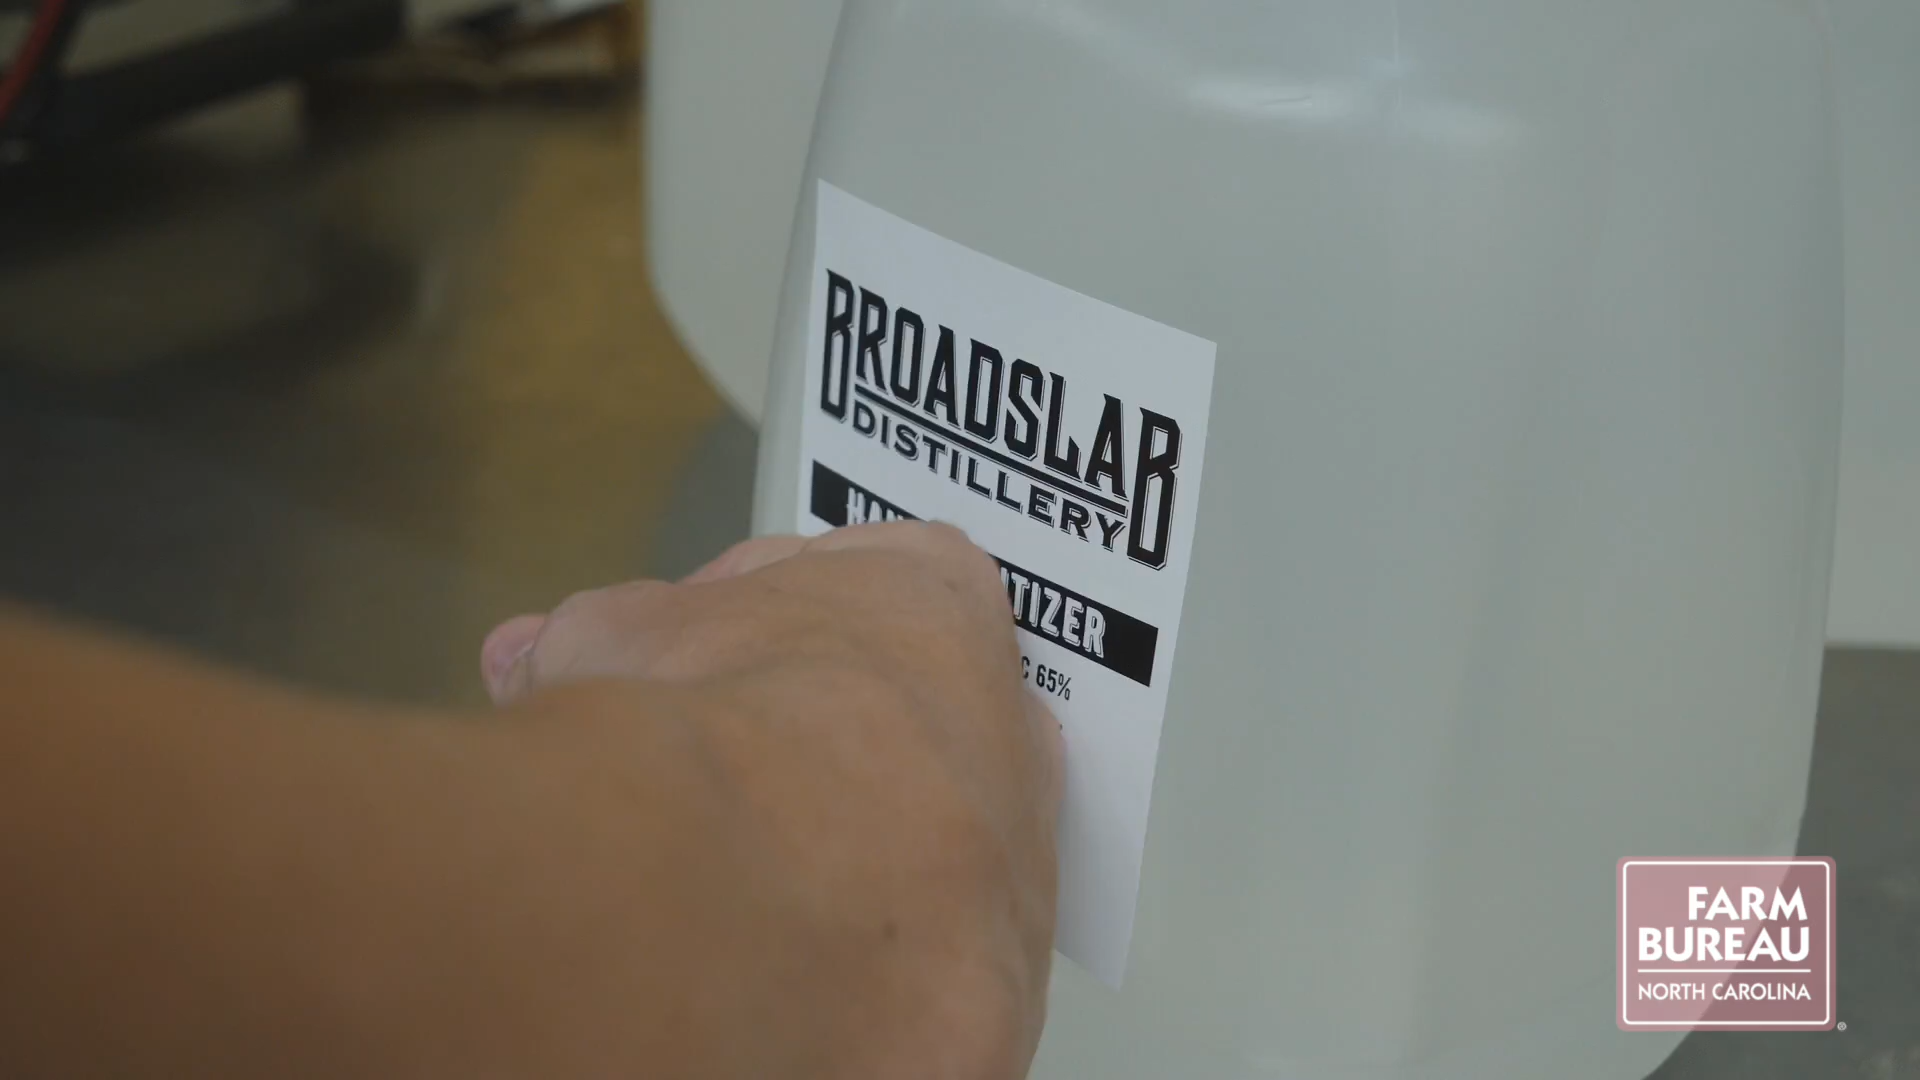 BROADSLAB
DISTILLERY
TIZER
65%
FARM
BUREAU
NORTH CAROLINA
®